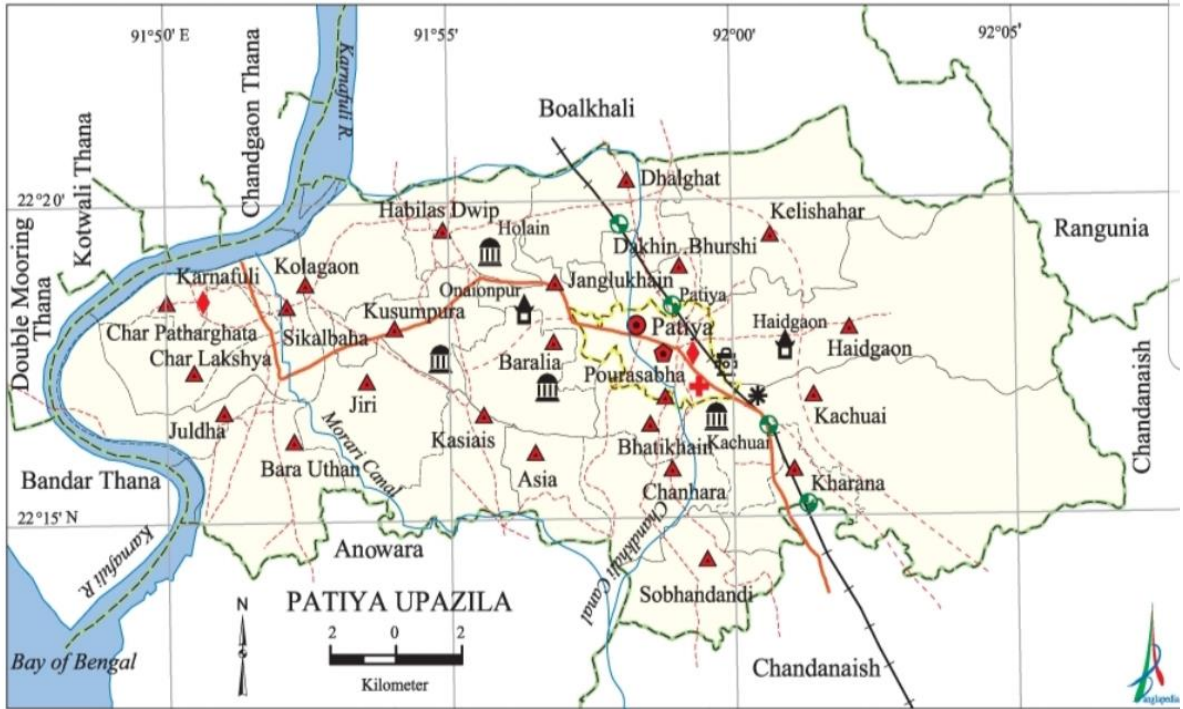 91°50' E
91°55'
92°00'
92°05'
Kotwali Thana
Chandgaon Thana
Karnafuli R.
Boalkhali
Dhalghat
22°20'
Habilas Dwip
Holain
Kelishahar
Rangunia
Double Mooring
Thana
Karnafuli
Kolagaon
Dakhin Bhurshi
Janglukhain
Onaionpur
Patiya
Char Patharghata
Sikalbaha
Kusumpura
Patiya
Haidgaon
Haidgaon
Char Lakshya
Baralia
Pourasabha
Chandanaish
Juldha
Jiri
Kachuai
Bara Uthan
Morari Canal
Kasiais
Bhatikhain
Kachuai
Bandar Thana
Asia
Chanhara
Kharana
22°15' N
Karnafuli R.
Anowara
Chandkhali Canal
Sobhandandi
N
PATIYA UPAZILA
2 0 2
Kilometer
Bay of Bengal
Chandanaish